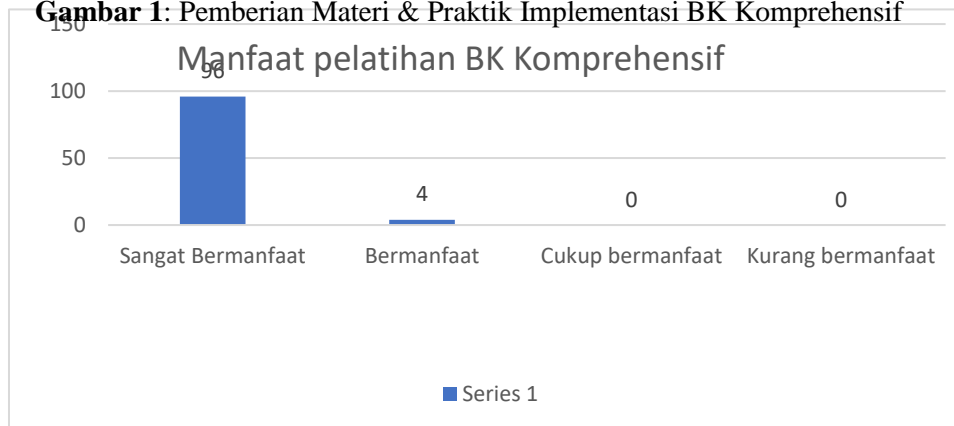 Gambar 1: Pemberian Materi & Praktik Implementasi BK Komprehensif
150
Manfaat pelatihan BK Komprehensif
96
100
50
4
0
0
0
Sangat Bermanfaat Bermanfaat Cukup bermanfaat Kurang bermanfaat
Series 1